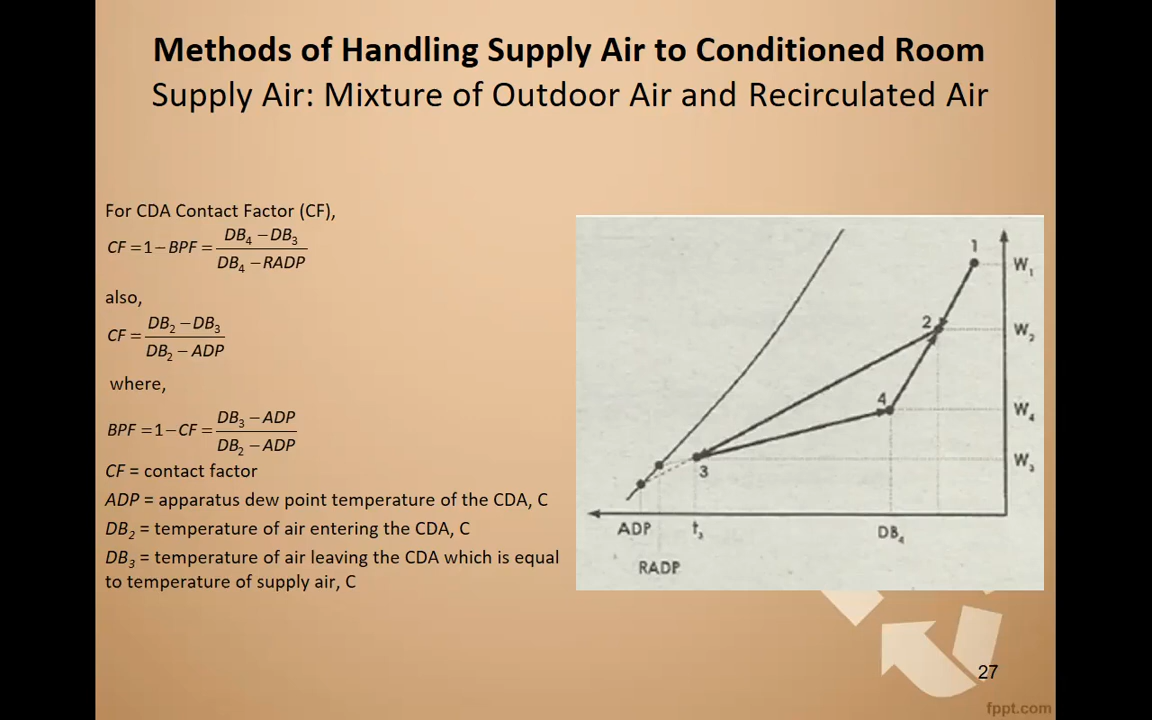 Methods of Handling Supply Air to Conditioned Room
Supply Air: Mixture of Outdoor Air and Recirculated Air
For CDA Contact Factor (CF),
CF = 1 − BPF = (DB₄ − DB₃) / (DB₄ − RADP)
also,
CF = (DB₂ − DB₃) / (DB₂ − ADP)
where,
BPF = 1 − CF = (DB₃ − ADP) / (DB₂ − ADP)
CF = contact factor
ADP = apparatus dew point temperature of the CDA, C
DB₂ = temperature of air entering the CDA, C
DB₃ = temperature of air leaving the CDA which is equal
to temperature of supply air, C
1
W₁
2
W₂
4
W₄
3
W₃
ADP
t₃
DB₄
RADP
27
fppt.com